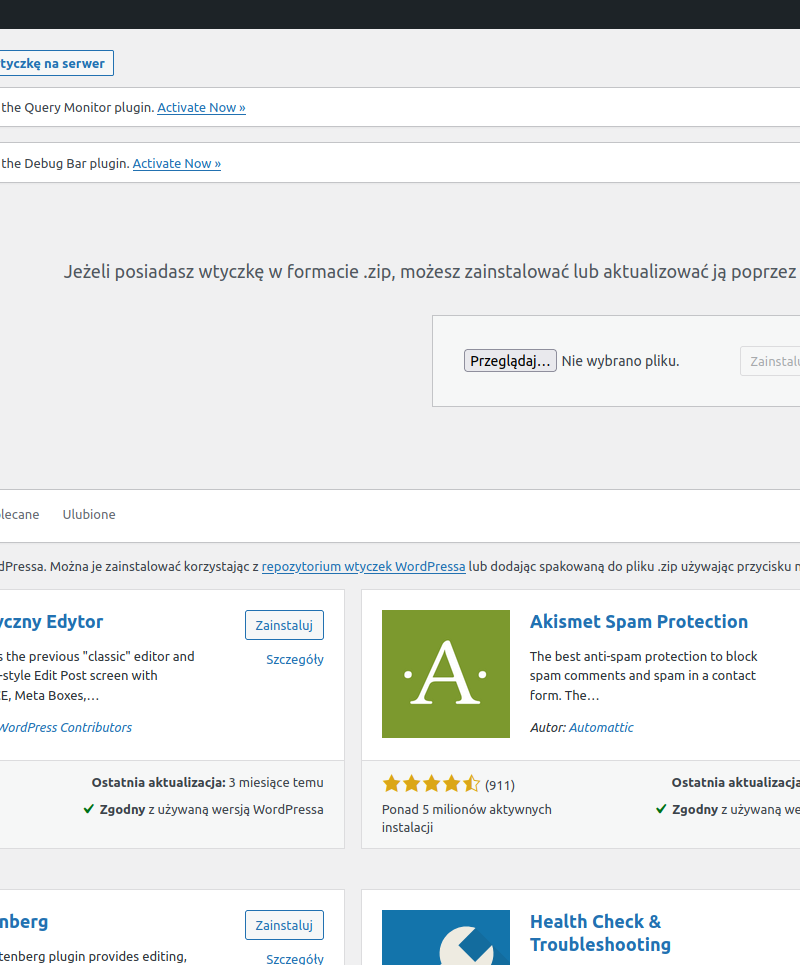 tyczkę na serwer
the Query Monitor plugin. Activate Now »
the Debug Bar plugin. Activate Now »
Jeżeli posiadasz wtyczkę w formacie .zip, możesz zainstalować lub aktualizować ją poprzez
Przeglądaj... Nie wybrano pliku. Zainstalu
lecane Ulubione
dPressa. Można je zainstalować korzystając z repozytorium wtyczek WordPressa lub dodając spakowaną do pliku .zip używając przycisku
yczny Edytor
Zainstaluj
Szczegóły
s the previous "classic" editor and
-style Edit Post screen with
CE, Meta Boxes,…
WordPress Contributors
Ostatnia aktualizacja: 3 miesiące temu
Zgodny z używaną wersją WordPressa
Akismet Spam Protection
The best anti-spam protection to block
spam comments and spam in a contact
form. The…
Autor: Automattic
(911)
Ponad 5 milionów aktywnych
instalacji
Ostatnia aktualizacja
Zgodny z używaną we
nberg
Zainstaluj
Szczegóły
tenberg plugin provides editing,
Health Check &
Troubleshooting